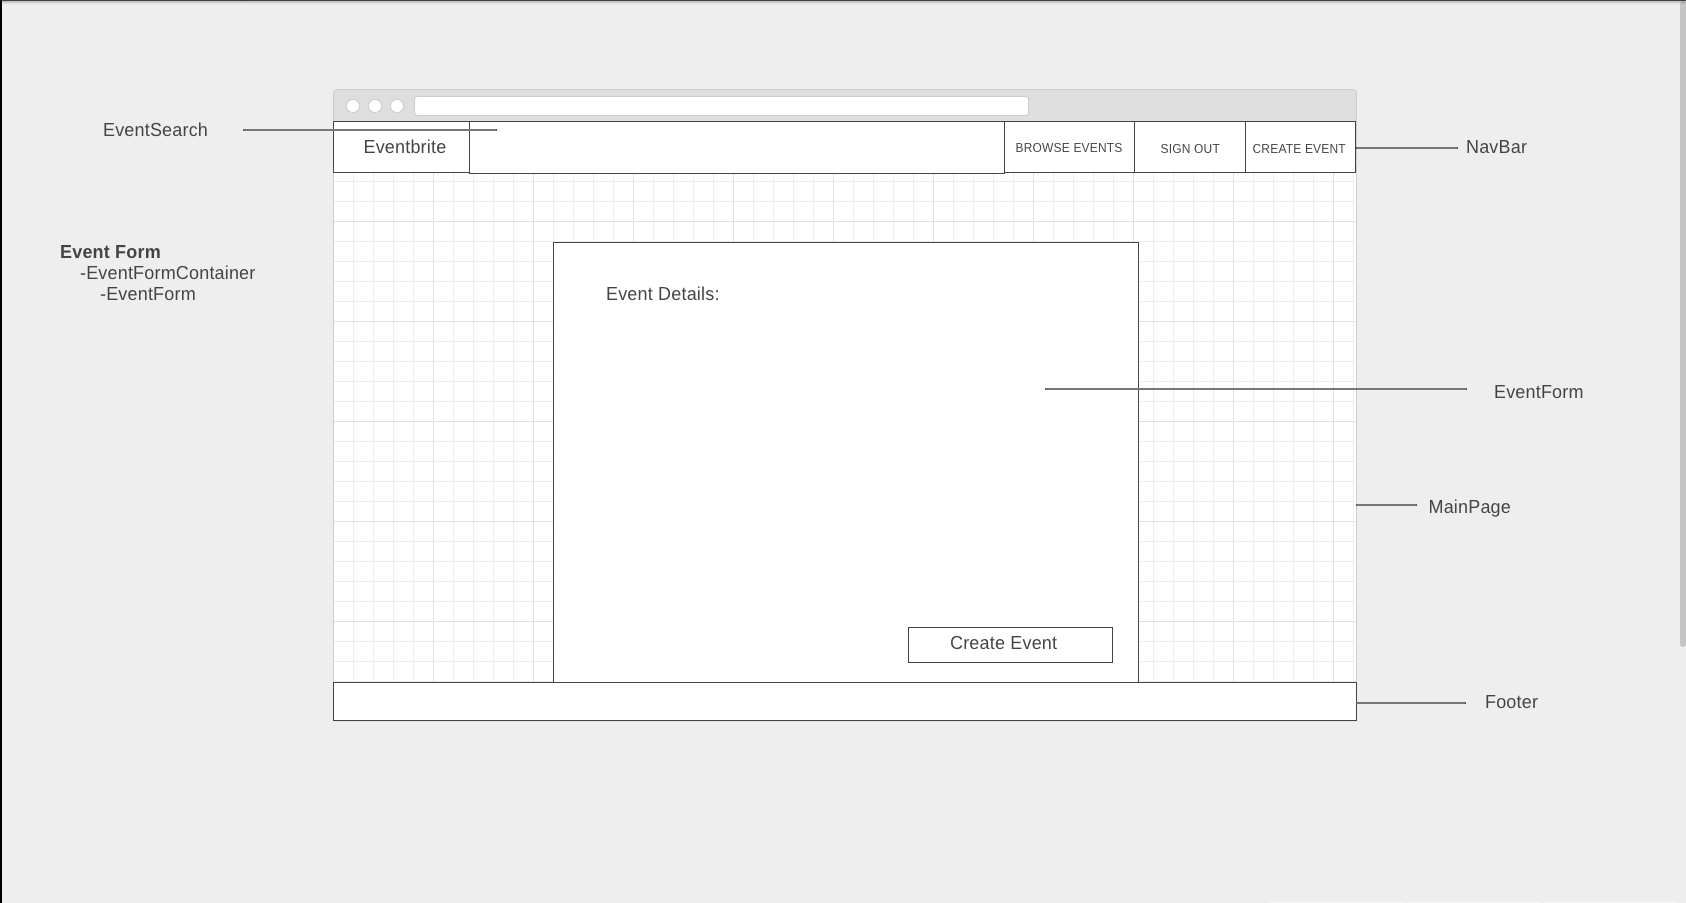 EventSearch
Eventbrite
BROWSE EVENTS
SIGN OUT
CREATE EVENT
NavBar
Event Form
-EventFormContainer
-EventForm
Event Details:
EventForm
MainPage
Create Event
Footer